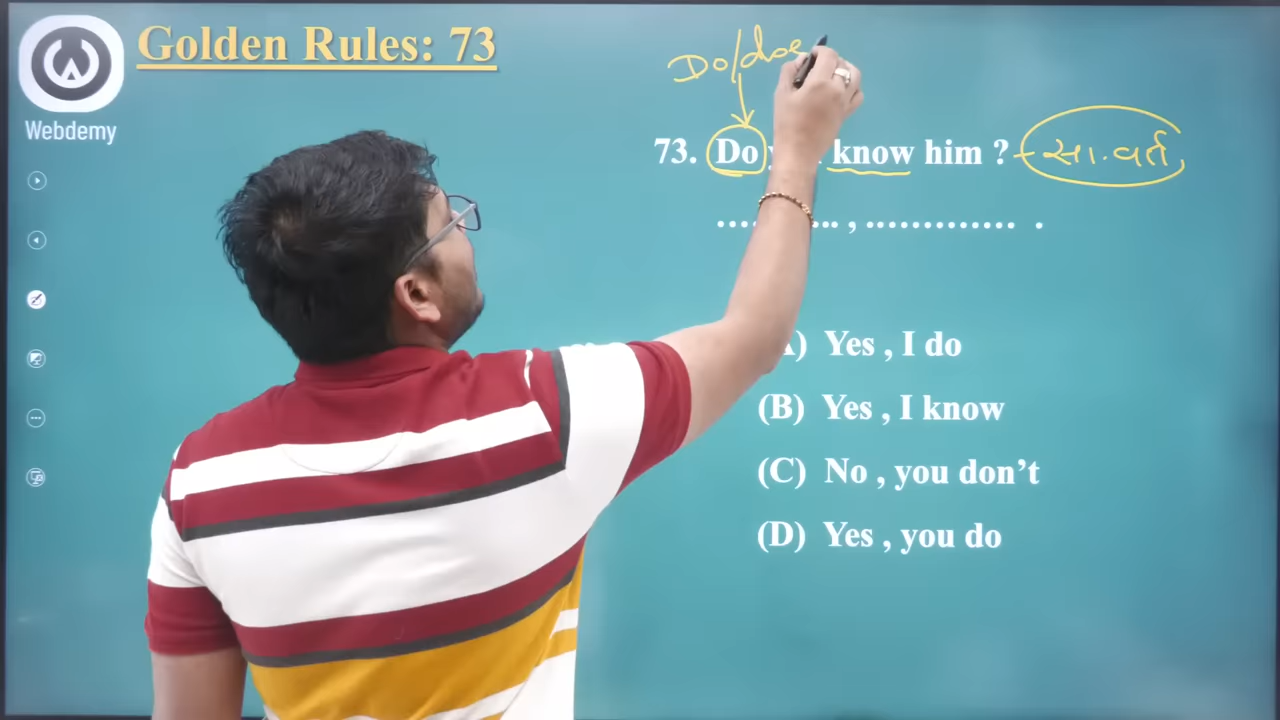 Golden Rules: 73
Webdemy
Do/does
73. Do know him ? સા. વર્ત
............ , ............. .
A) Yes , I do
(B) Yes , I know
(C) No , you don’t
(D) Yes , you do